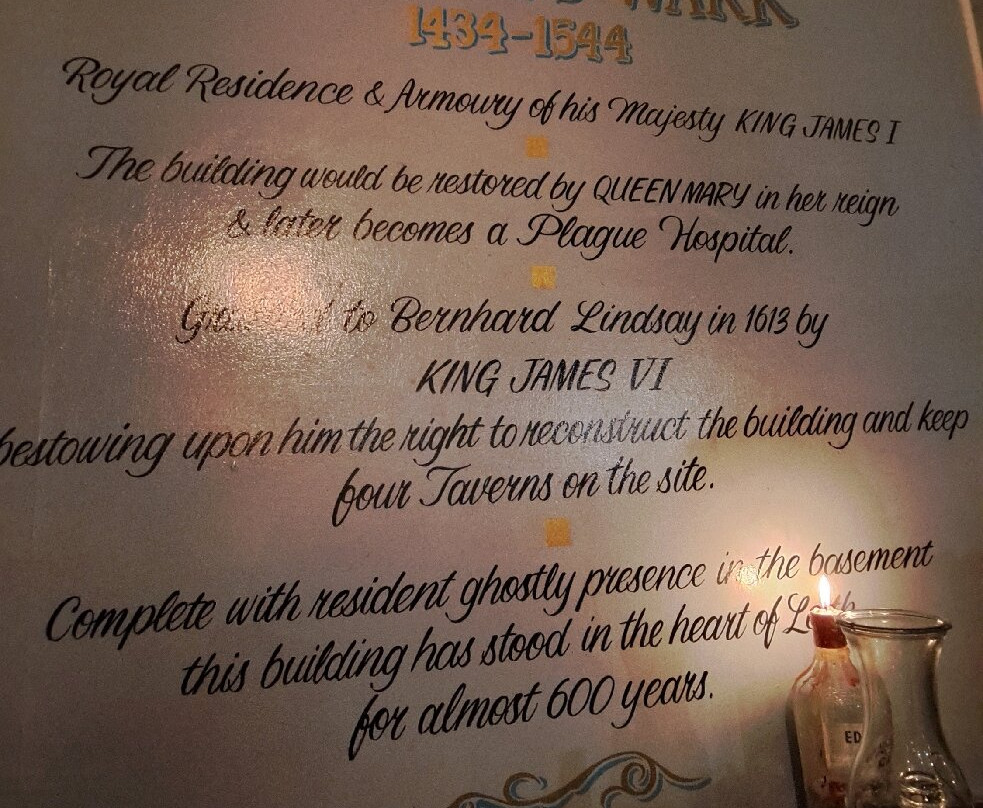 WARK
1434-1544
Royal Residence & Armoury of his Majesty KING JAMES I
The building would be restored by QUEEN MARY in her reign
& later becomes a Plague Hospital.
to Bernhard Lindsay in 1613 by
KING JAMES VI
bestowing upon him the right to reconstruct the building and keep
four Taverns on the site.
Complete with resident ghostly presence in the basement
this building has stood in the heart of Leith
for almost 600 years.
ED